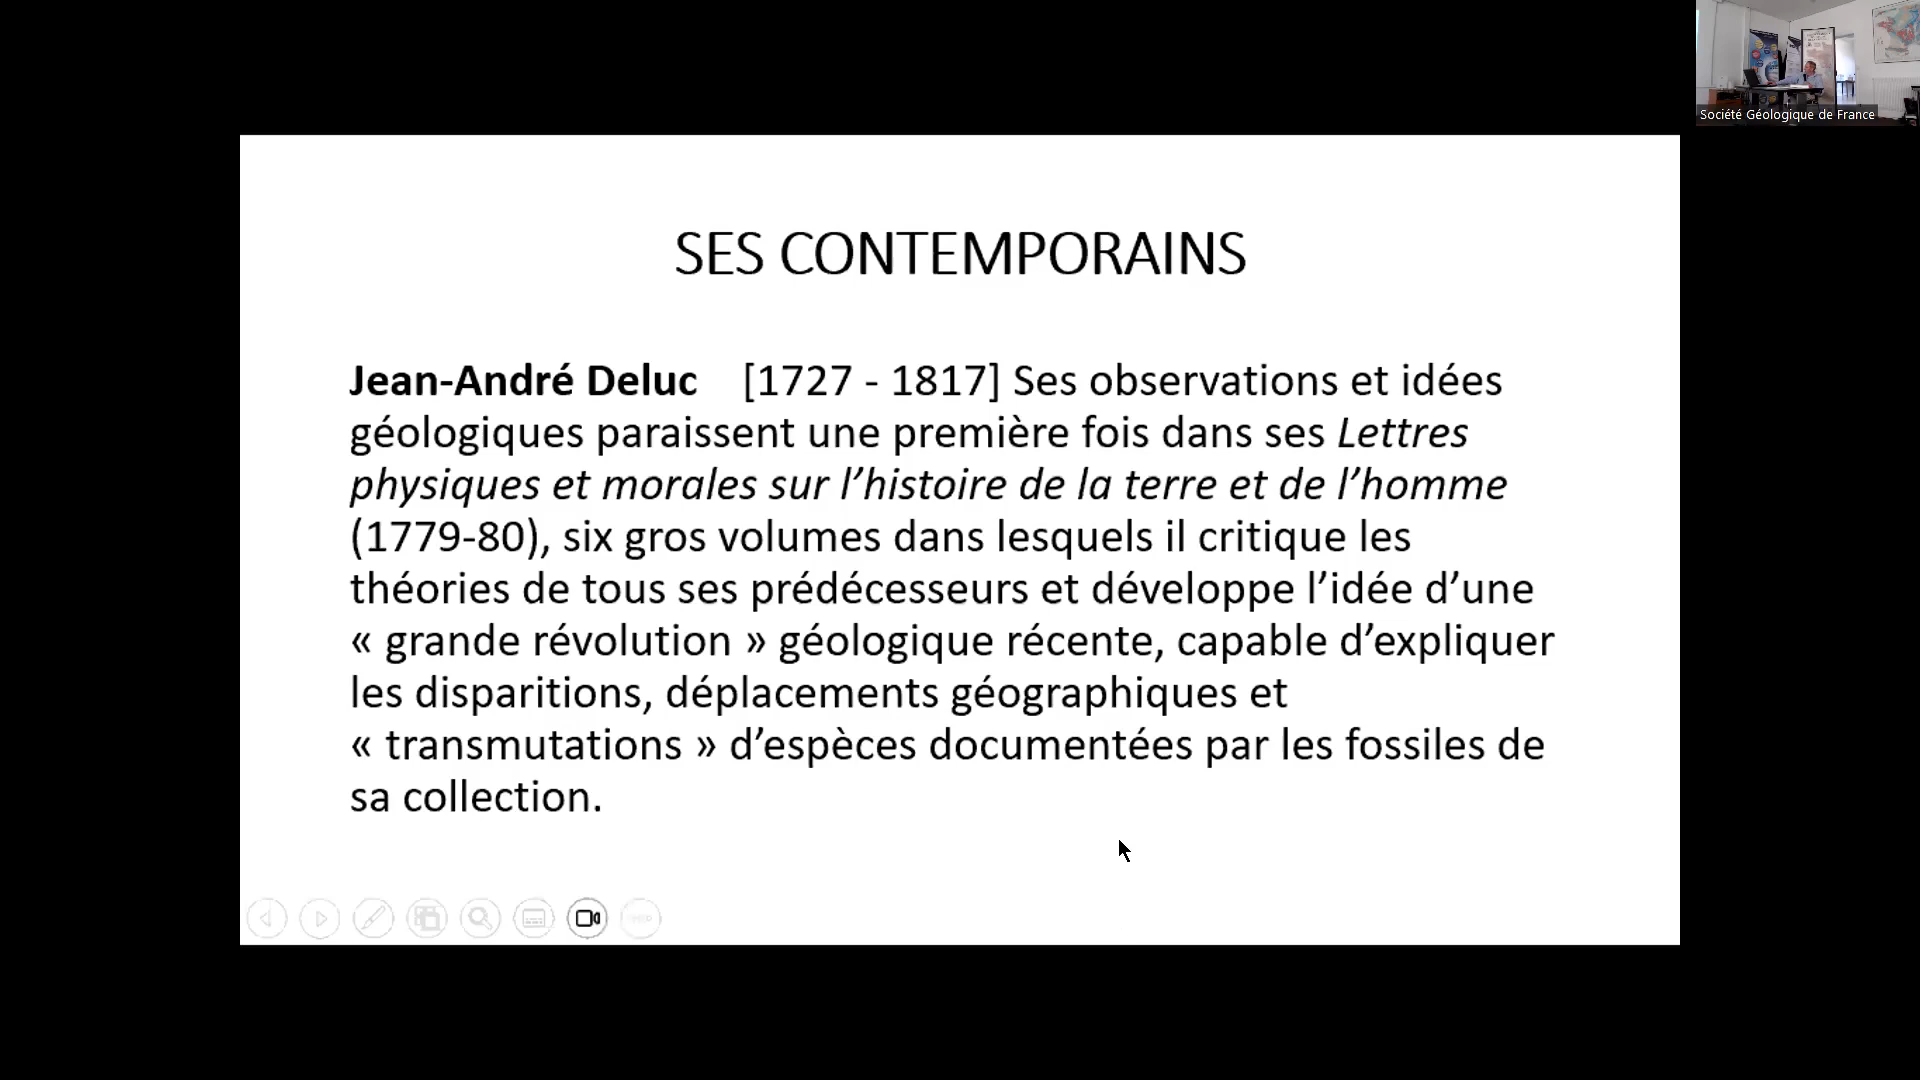 Société Géologique de France
SES CONTEMPORAINS
Jean-André Deluc [1727 - 1817] Ses observations et idées
géologiques paraissent une première fois dans ses Lettres
physiques et morales sur l’histoire de la terre et de l’homme
(1779-80), six gros volumes dans lesquels il critique les
théories de tous ses prédécesseurs et développe l’idée d’une
« grande révolution » géologique récente, capable d’expliquer
les disparitions, déplacements géographiques et
« transmutations » d’espèces documentées par les fossiles de
sa collection.